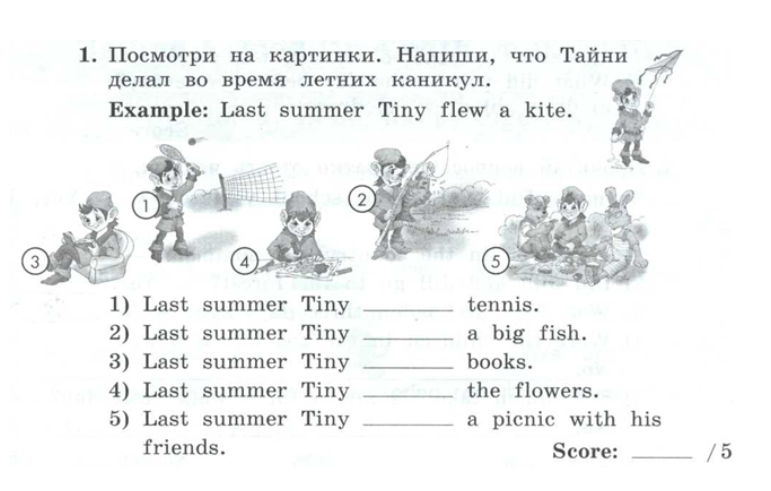 1. Посмотри на картинки. Напиши, что Тайни
делал во время летних каникул.
Example: Last summer Tiny flew a kite.
1
2
3
4
5
1) Last summer Tiny ________ tennis.
2) Last summer Tiny ________ a big fish.
3) Last summer Tiny ________ books.
4) Last summer Tiny ________ the flowers.
5) Last summer Tiny ________ a picnic with his
friends.
Score: _____ /5